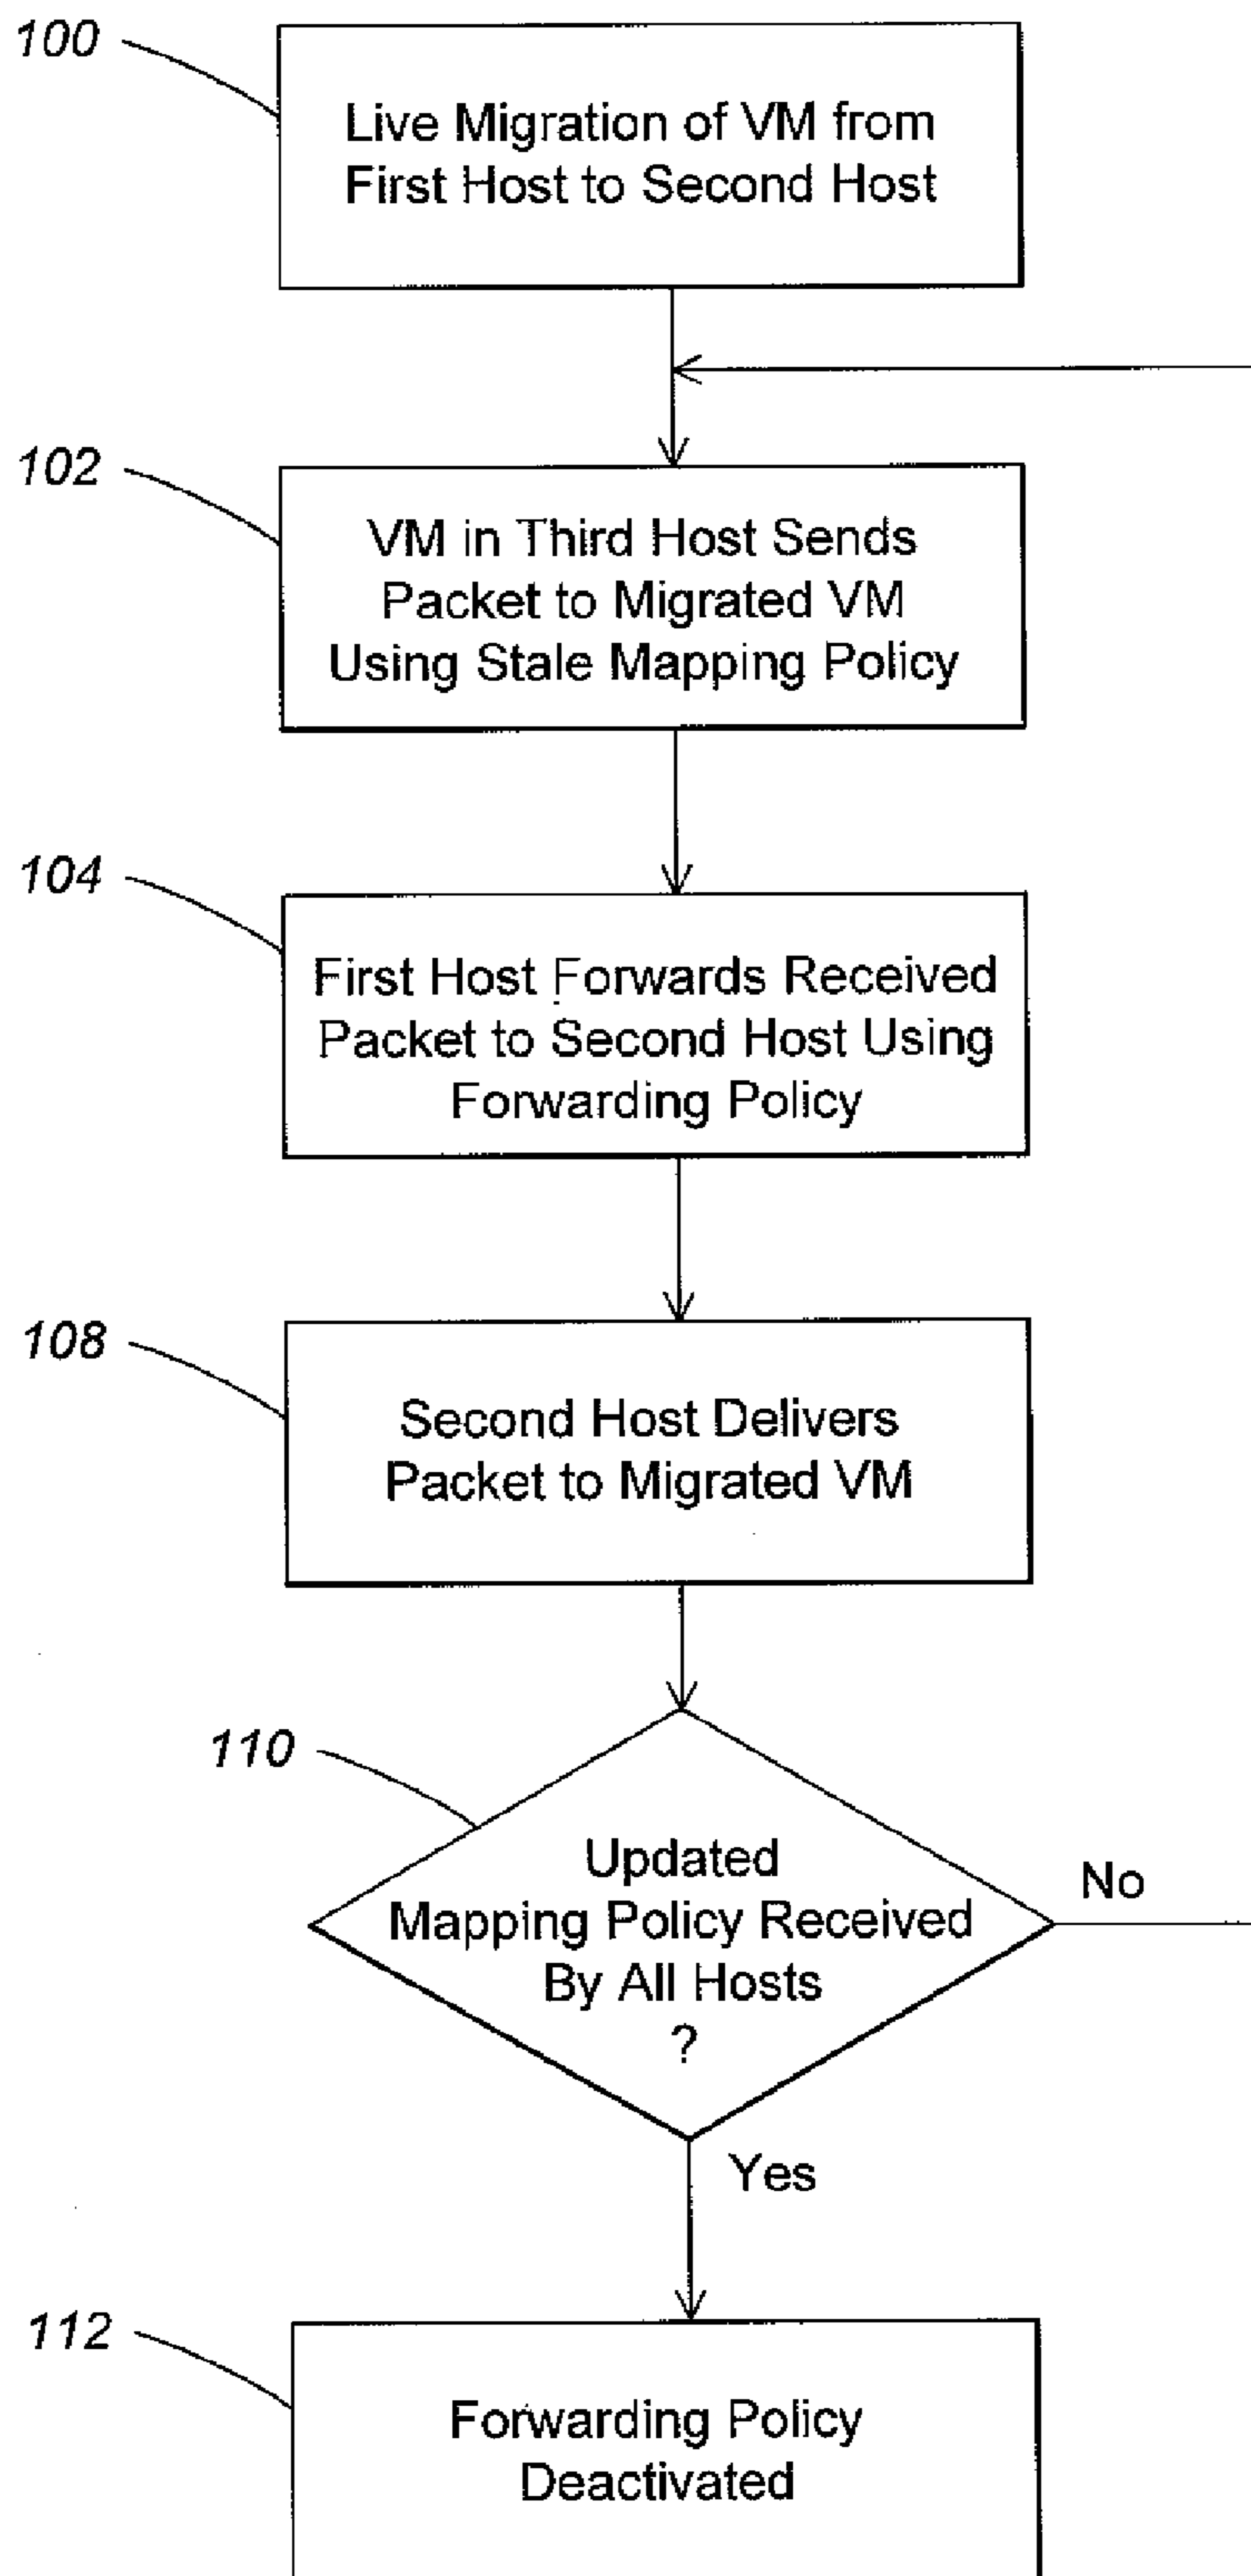 100
Live Migration of VM from
First Host to Second Host
102
VM in Third Host Sends
Packet to Migrated VM
Using Stale Mapping Policy
104
First Host Forwards Received
Packet to Second Host Using
Forwarding Policy
108
Second Host Delivers
Packet to Migrated VM
110
Updated
Mapping Policy Received
By All Hosts
?
No
Yes
112
Forwarding Policy
Deactivated